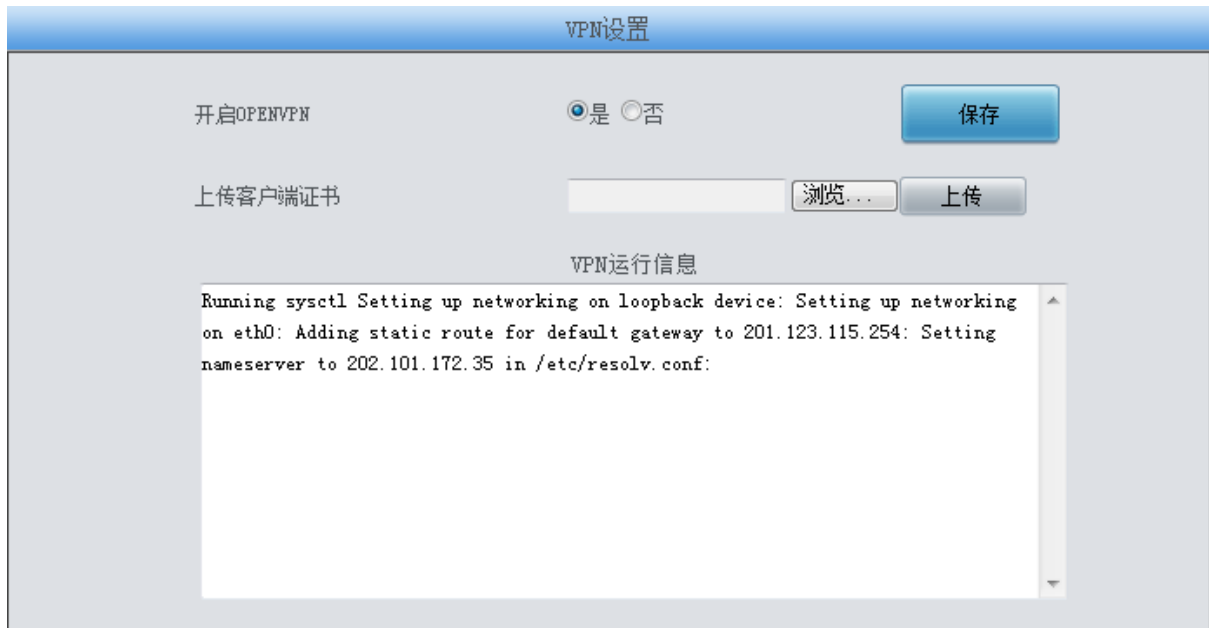 VPN设置
开启OPENVPN 是 否 保存
上传客户端证书 浏览... 上传
VPN运行信息
Running sysctl Setting up networking on loopback device: Setting up networking
on eth0: Adding static route for default gateway to 201.123.115.254: Setting
nameserver to 202.101.172.35 in /etc/resolv.conf: